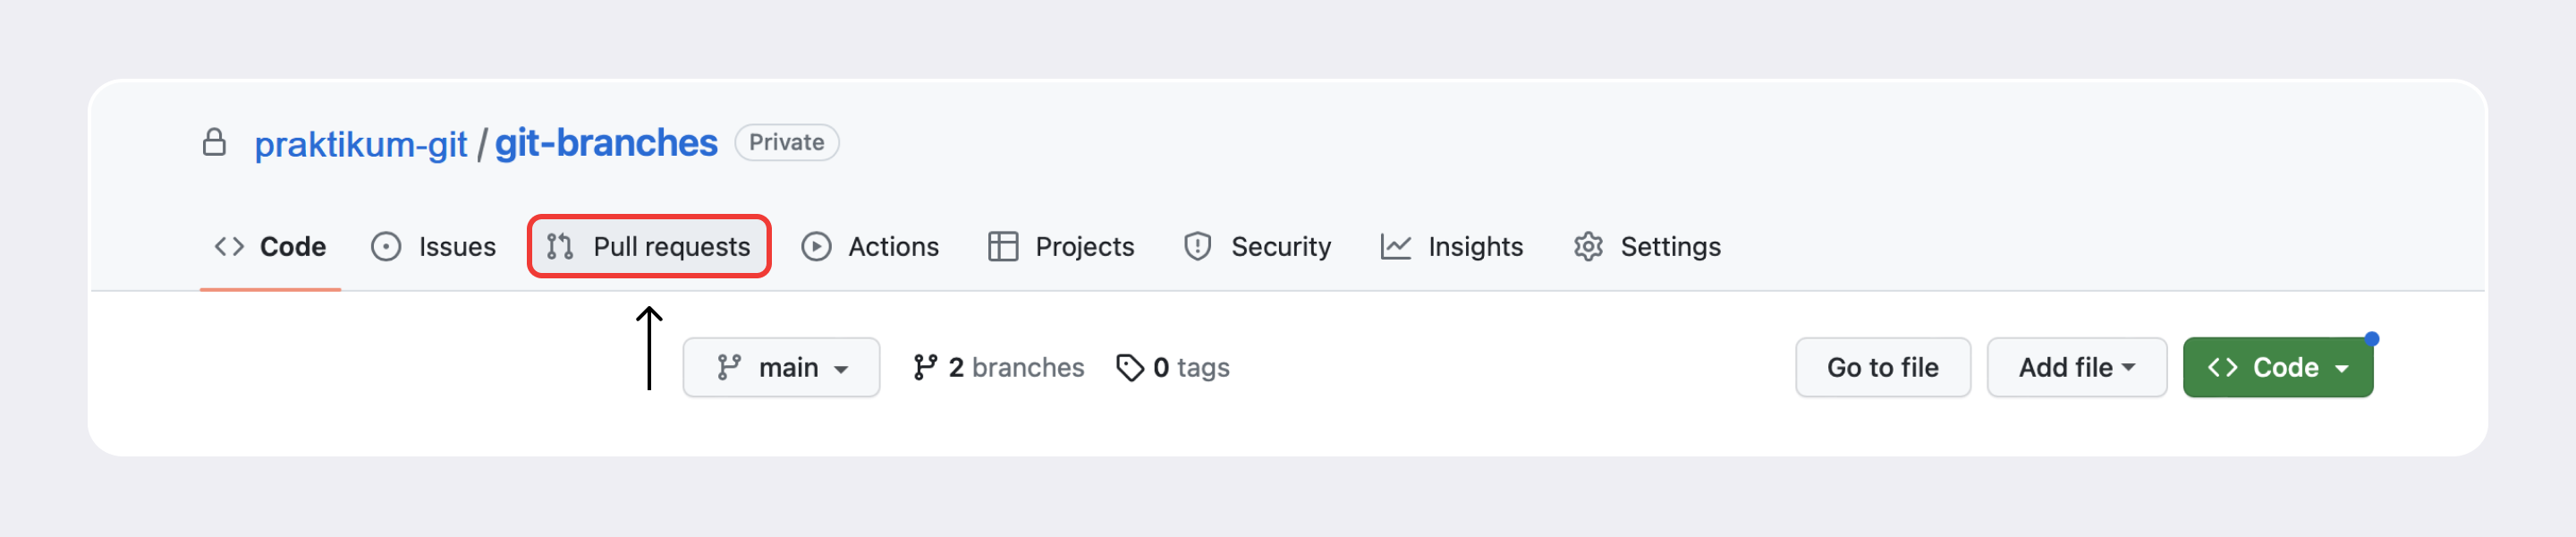 praktikum-git / git-branches Private
Code Issues Pull requests Actions Projects Security Insights Settings
main 2 branches 0 tags Go to file Add file Code